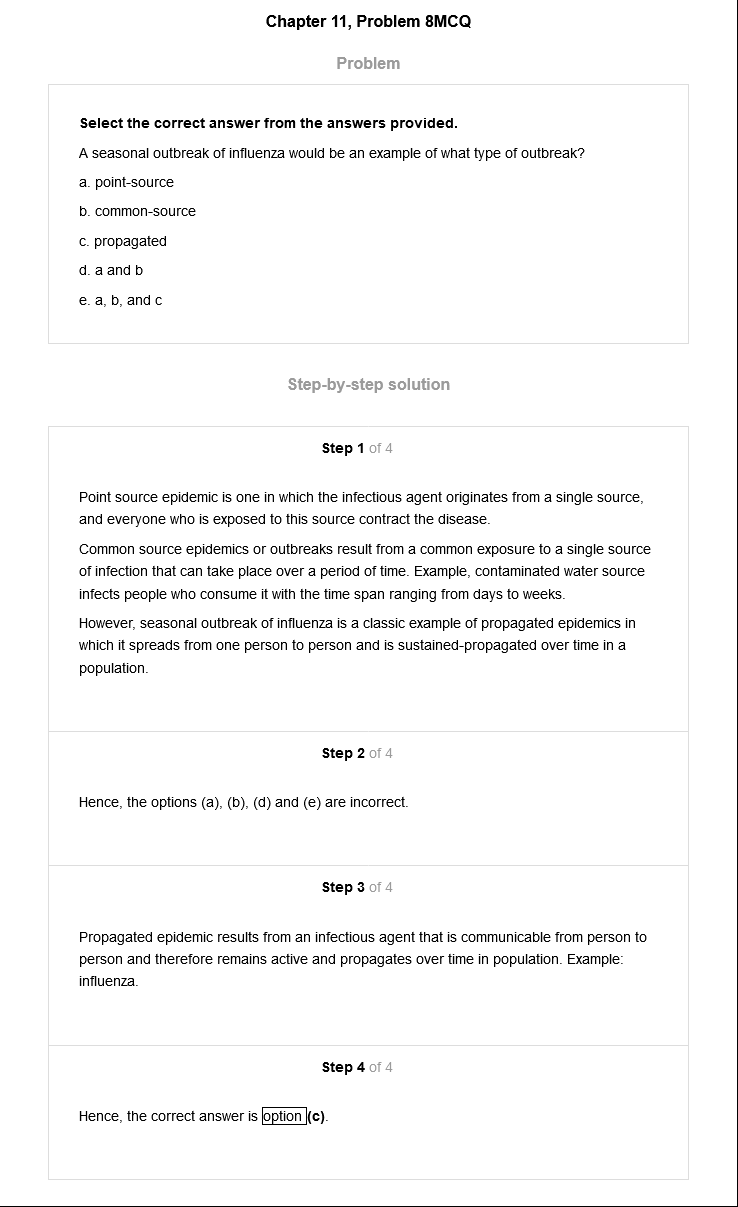 Chapter 11, Problem 8MCQ
Problem
Select the correct answer from the answers provided.
A seasonal outbreak of influenza would be an example of what type of outbreak?
a. point-source
b. common-source
c. propagated
d. a and b
e. a, b, and c
Step-by-step solution
Step 1 of 4
Point source epidemic is one in which the infectious agent originates from a single source,
and everyone who is exposed to this source contract the disease.
Common source epidemics or outbreaks result from a common exposure to a single source
of infection that can take place over a period of time. Example, contaminated water source
infects people who consume it with the time span ranging from days to weeks.
However, seasonal outbreak of influenza is a classic example of propagated epidemics in
which it spreads from one person to person and is sustained-propagated over time in a
population.
Step 2 of 4
Hence, the options (a), (b), (d) and (e) are incorrect.
Step 3 of 4
Propagated epidemic results from an infectious agent that is communicable from person to
person and therefore remains active and propagates over time in population. Example:
influenza.
Step 4 of 4
Hence, the correct answer is option (c).